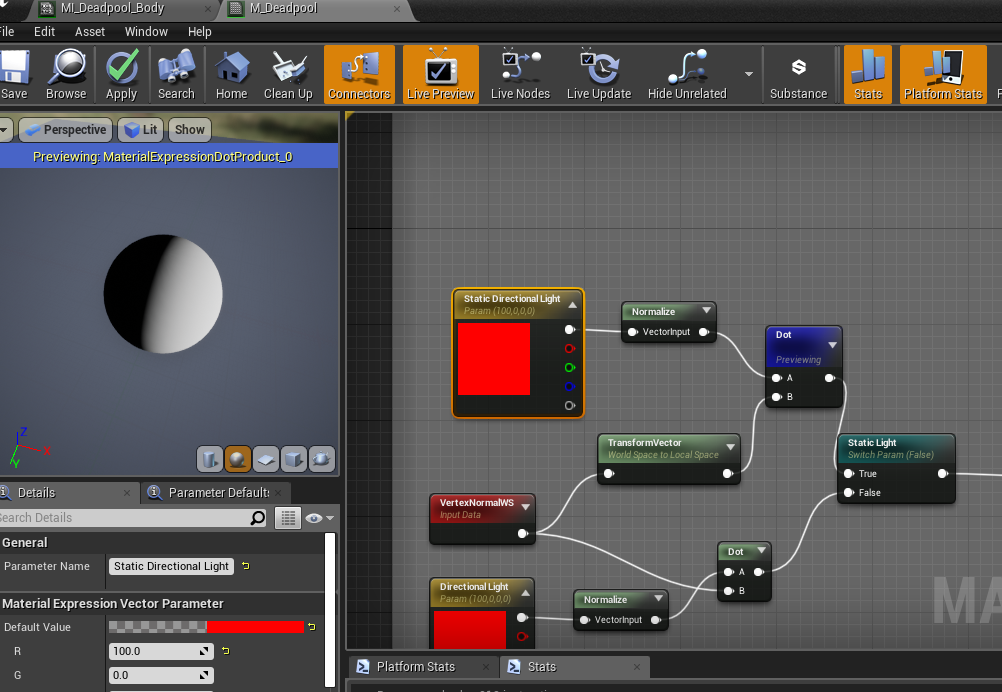 MI_Deadpool_Body
M_Deadpool
File Edit Asset Window Help
Save Browse Apply Search Home Clean Up Connectors Live Preview Live Nodes Live Update Hide Unrelated Substance Stats Platform Stats
Perspective Lit Show
Previewing: MaterialExpressionDotProduct_0
Z
X
Y
Static Directional Light
Param (100,0,0,0)
Normalize
VectorInput
Dot
Previewing
A
B
TransformVector
World Space to Local Space
VertexNormalWS
Input Data
Static Light
Switch Param (False)
True
False
Dot
A
B
Directional Light
Param (100,0,0,0)
Normalize
VectorInput
MA
Details
Parameter Defaults
Search Details
General
Parameter Name Static Directional Light
Material Expression Vector Parameter
Default Value
R 100.0
G 0.0
Platform Stats
Stats